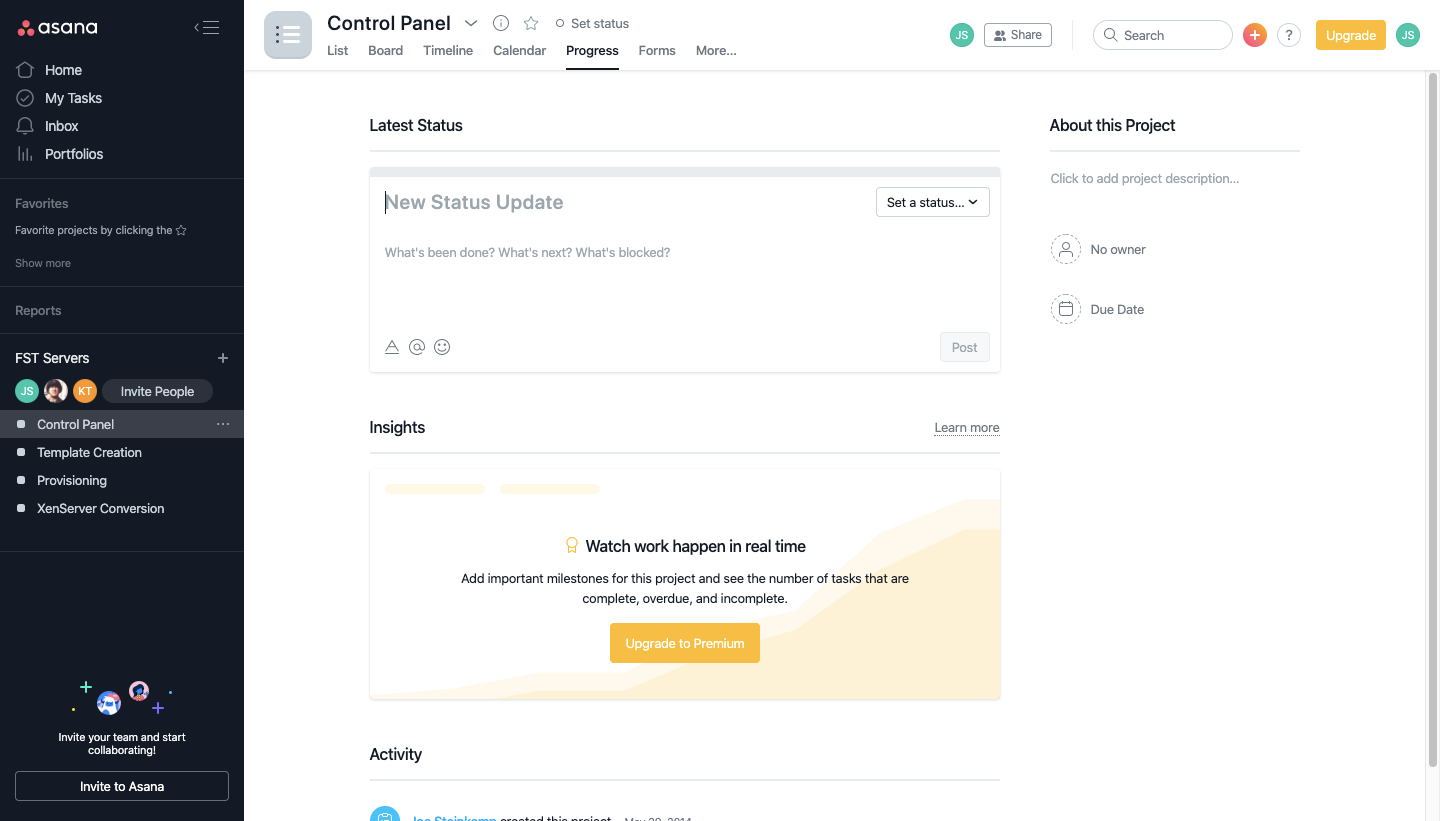 asana
Home
My Tasks
Inbox
Portfolios
Favorites
Favorite projects by clicking the
Show more
Reports
FST Servers
JS
KT
Invite People
Control Panel
Template Creation
Provisioning
XenServer Conversion
Invite your team and start
collaborating!
Invite to Asana
Control Panel
Set status
List Board Timeline Calendar Progress Forms More...
JS
Share
Search
?
Upgrade
JS
Latest Status
New Status Update
Set a status...
What's been done? What's next? What's blocked?
Post
Insights
Learn more
Watch work happen in real time
Add important milestones for this project and see the number of tasks that are
complete, overdue, and incomplete.
Upgrade to Premium
Activity
Joe Steinkamp created this project May 20, 2014
About this Project
Click to add project description...
No owner
Due Date